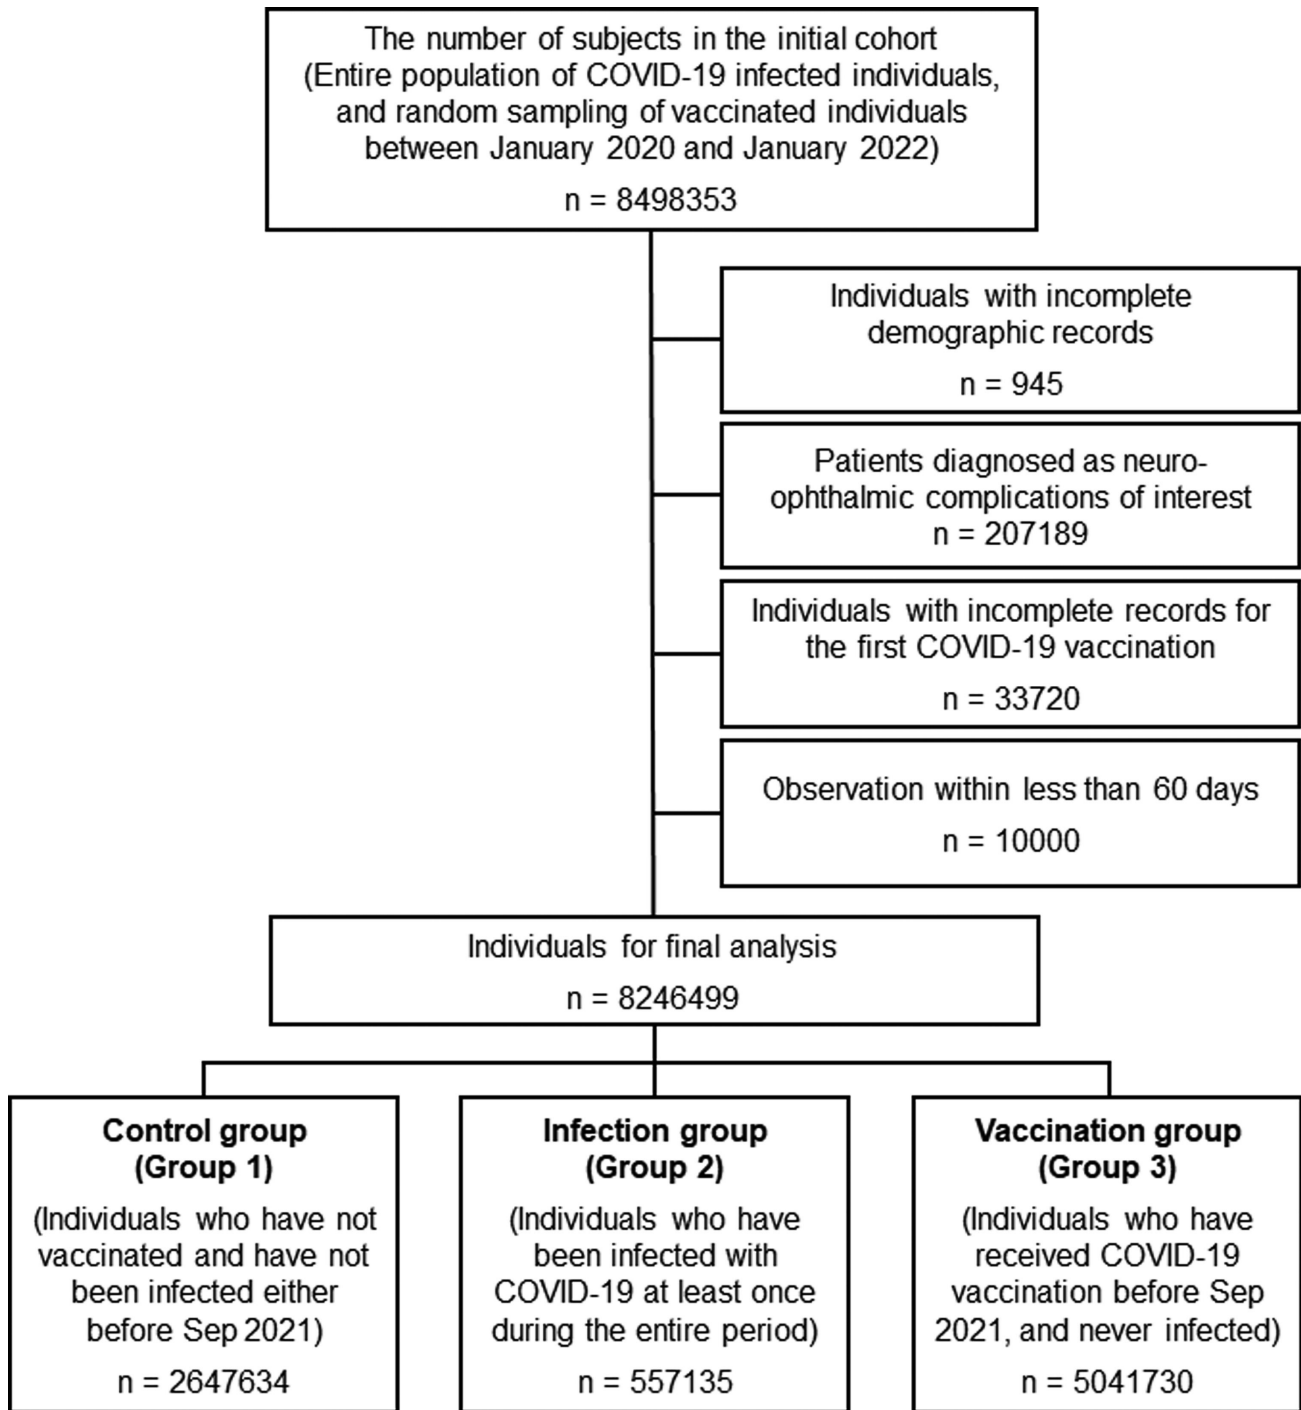 The number of subjects in the initial cohort
(Entire population of COVID-19 infected individuals,
and random sampling of vaccinated individuals
between January 2020 and January 2022)
n = 8498353
Individuals with incomplete
demographic records
n = 945
Patients diagnosed as neuro-
ophthalmic complications of interest
n = 207189
Individuals with incomplete records for
the first COVID-19 vaccination
n = 33720
Observation within less than 60 days
n = 10000
Individuals for final analysis
n = 8246499
Control group
(Group 1)
(Individuals who have not
vaccinated and have not
been infected either
before Sep 2021)
n = 2647634
Infection group
(Group 2)
(Individuals who have
been infected with
COVID-19 at least once
during the entire period)
n = 557135
Vaccination group
(Group 3)
(Individuals who have
received COVID-19
vaccination before Sep
2021, and never infected)
n = 5041730